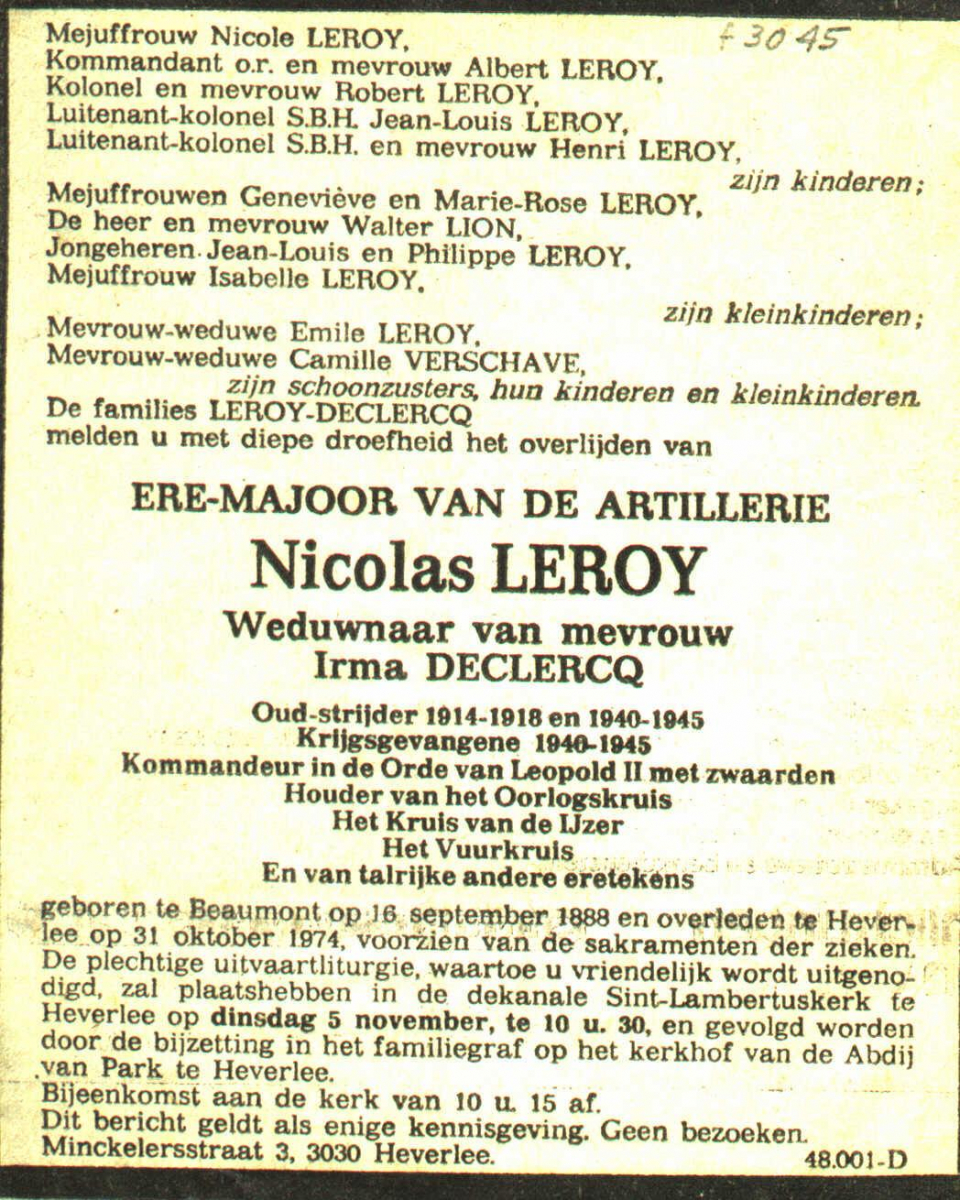 f 3045
Mejuffrouw Nicole LEROY,
Kommandant o.r. en mevrouw Albert LEROY,
Kolonel en mevrouw Robert LEROY,
Luitenant-kolonel S.B.H. Jean-Louis LEROY,
Luitenant-kolonel S.B.H. en mevrouw Henri LEROY,
zijn kinderen;
Mejuffrouwen Geneviève en Marie-Rose LEROY,
De heer en mevrouw Walter LION,
Jongeheren Jean-Louis en Philippe LEROY,
Mejuffrouw Isabelle LEROY,
zijn kleinkinderen;
Mevrouw-weduwe Emile LEROY,
Mevrouw-weduwe Camille VERSCHAVE,
zijn schoonzusters, hun kinderen en kleinkinderen.
De families LEROY-DECLERCQ
melden u met diepe droefheid het overlijden van
ERE-MAJOOR VAN DE ARTILLERIE
Nicolas LEROY
Weduwnaar van mevrouw
Irma DECLERCQ
Oud-strijder 1914-1918 en 1940-1945
Krijgsgevangene 1940-1945
Kommandeur in de Orde van Leopold II met zwaarden
Houder van het Oorlogskruis
Het Kruis van de IJzer
Het Vuurkruis
En van talrijke andere eretekens
geboren te Beaumont op 16 september 1888 en overleden te Hever-
lee op 31 oktober 1974, voorzien van de sakramenten der zieken.
De plechtige uitvaartliturgie, waartoe u vriendelijk wordt uitgeno-
digd, zal plaatshebben in de dekanale Sint-Lambertuskerk te
Heverlee op dinsdag 5 november, te 10 u. 30, en gevolgd worden
door de bijzetting in het familiegraf op het kerkhof van de Abdij
van Park te Heverlee.
Bijeenkomst aan de kerk van 10 u. 15 af.
Dit bericht geldt als enige kennisgeving. Geen bezoeken.
Minckelersstraat 3, 3030 Heverlee.
48.001-D